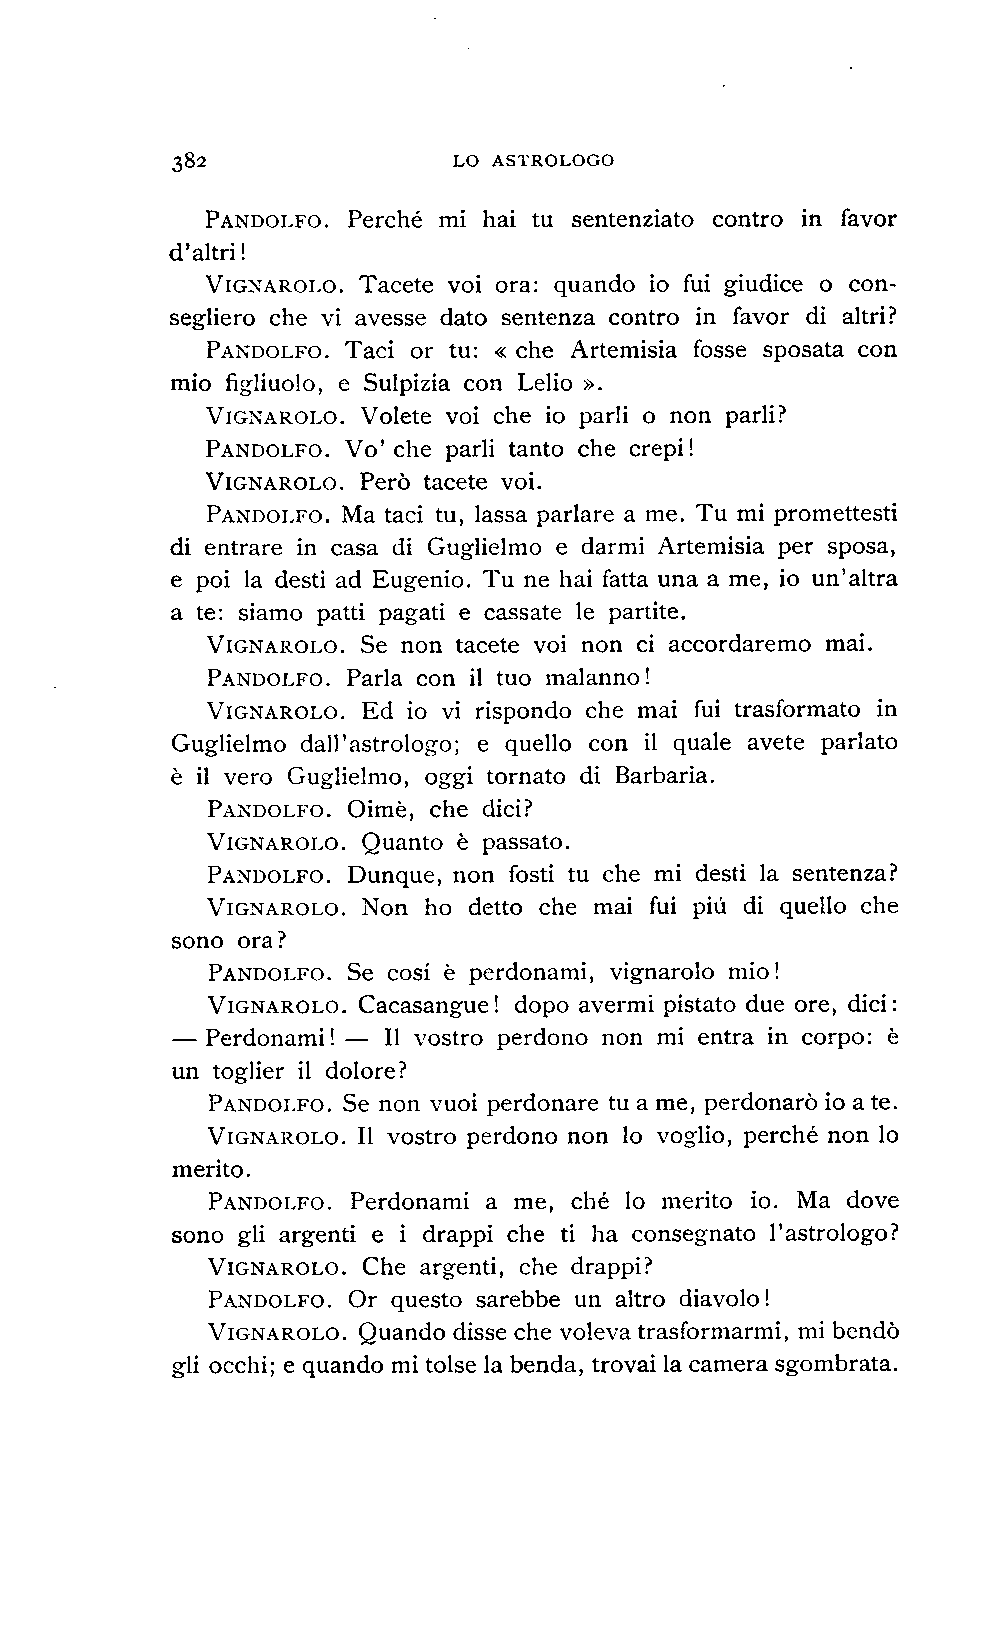 382 LO ASTROLOGO
PANDOLFO. Perché mi hai tu sentenziato contro in favor
d'altri!
VIGNAROLO. Tacete voi ora: quando io fui giudice o con-
segliero che vi avesse dato sentenza contro in favor di altri?
PANDOLFO. Taci or tu: « che Artemisia fosse sposata con
mio figliuolo, e Sulpizia con Lelio ».
VIGNAROLO. Volete voi che io parli o non parli?
PANDOLFO. Vo' che parli tanto che crepi!
VIGNAROLO. Però tacete voi.
PANDOLFO. Ma taci tu, lassa parlare a me. Tu mi promettesti
di entrare in casa di Guglielmo e darmi Artemisia per sposa,
e poi la desti ad Eugenio. Tu ne hai fatta una a me, io un'altra
a te: siamo patti pagati e cassate le partite.
VIGNAROLO. Se non tacete voi non ci accordaremo mai.
PANDOLFO. Parla con il tuo malanno!
VIGNAROLO. Ed io vi rispondo che mai fui trasformato in
Guglielmo dall'astrologo; e quello con il quale avete parlato
è il vero Guglielmo, oggi tornato di Barbaria.
PANDOLFO. Oimè, che dici?
VIGNAROLO. Quanto è passato.
PANDOLFO. Dunque, non fosti tu che mi desti la sentenza?
VIGNAROLO. Non ho detto che mai fui piú di quello che
sono ora?
PANDOLFO. Se cosí è perdonami, vignarolo mio!
VIGNAROLO. Cacasangue! dopo avermi pistato due ore, dici:
— Perdonami! — Il vostro perdono non mi entra in corpo: è
un toglier il dolore?
PANDOLFO. Se non vuoi perdonare tu a me, perdonarò io a te.
VIGNAROLO. Il vostro perdono non lo voglio, perché non lo
merito.
PANDOLFO. Perdonami a me, ché lo merito io. Ma dove
sono gli argenti e i drappi che ti ha consegnato l'astrologo?
VIGNAROLO. Che argenti, che drappi?
PANDOLFO. Or questo sarebbe un altro diavolo!
VIGNAROLO. Quando disse che voleva trasformarmi, mi bendò
gli occhi; e quando mi tolse la benda, trovai la camera sgombrata.